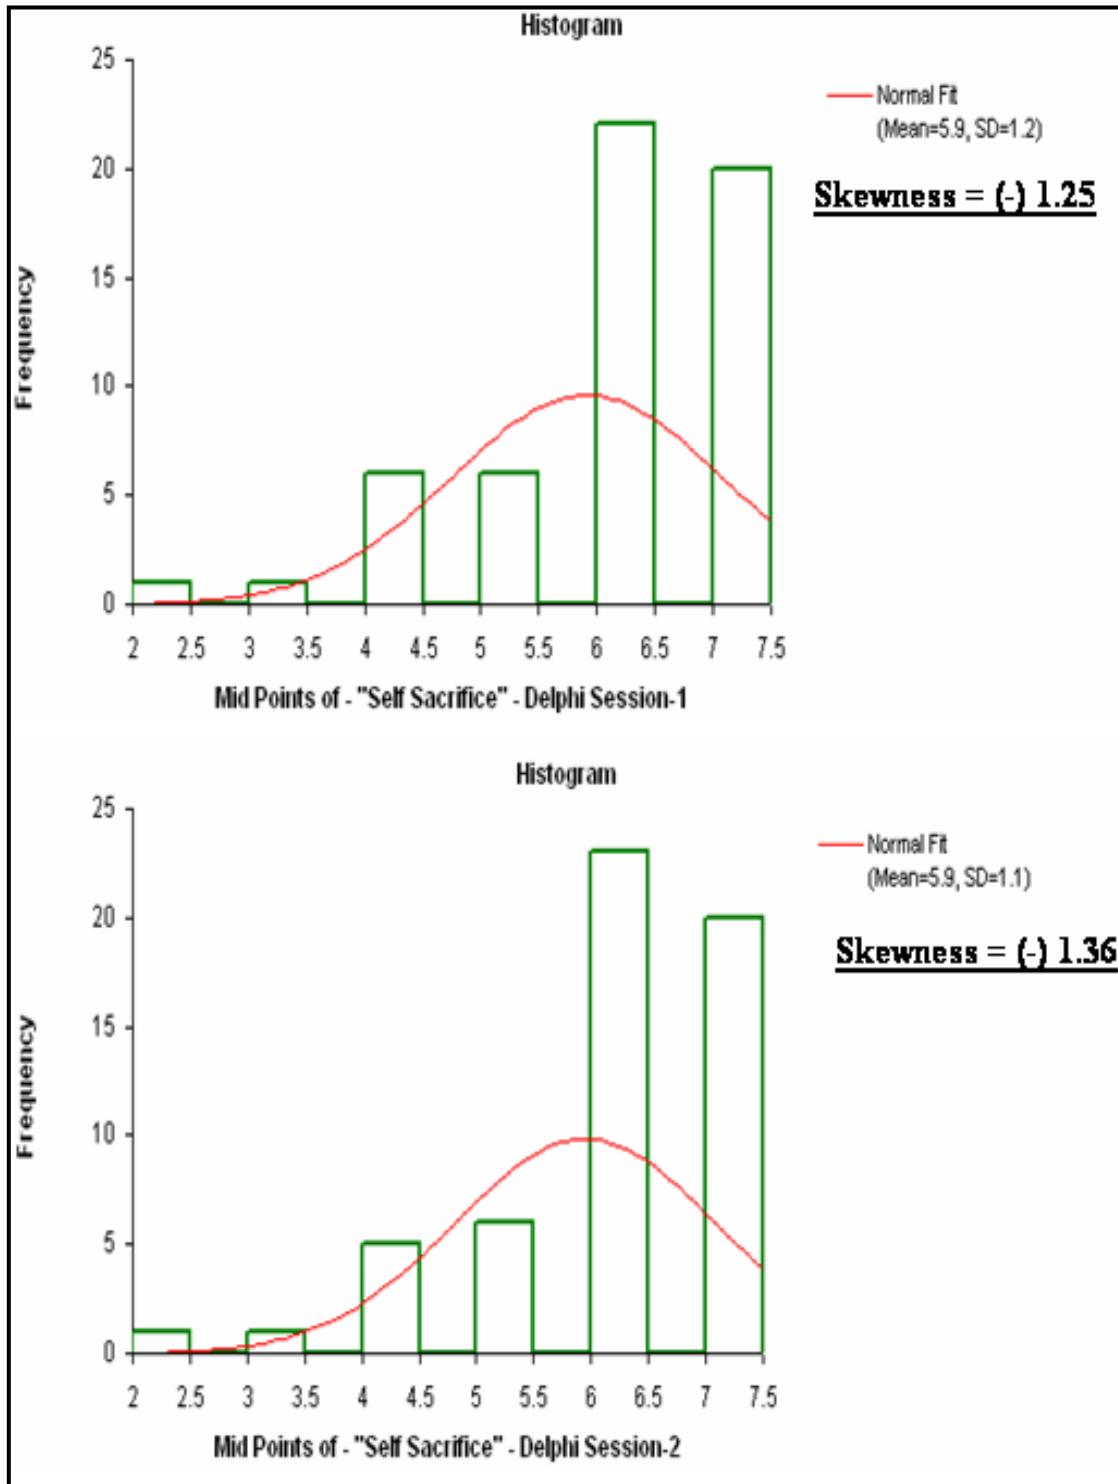 Histogram
25
20
15
10
5
0
Frequency
2 2.5 3 3.5 4 4.5 5 5.5 6 6.5 7 7.5
Mid Points of - "Self Sacrifice" - Delphi Session-1
Normal Fit
(Mean=5.9, SD=1.2)
Skewness = (-) 1.25
Histogram
25
20
15
10
5
0
Frequency
2 2.5 3 3.5 4 4.5 5 5.5 6 6.5 7 7.5
Mid Points of - "Self Sacrifice" - Delphi Session-2
Normal Fit
(Mean=5.9, SD=1.1)
Skewness = (-) 1.36